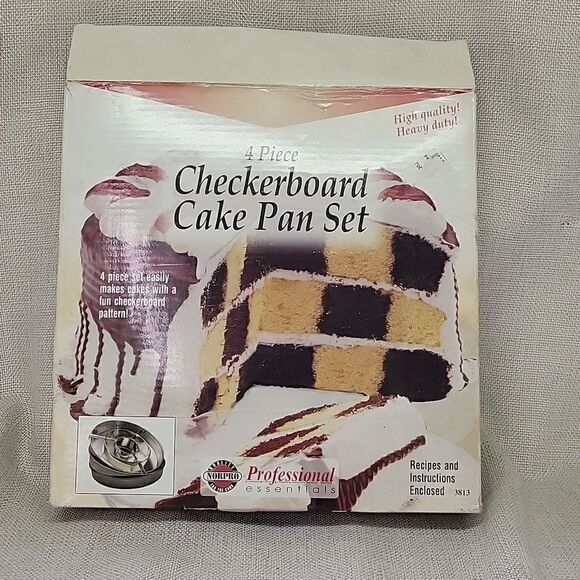 High quality!
Heavy duty!
4 Piece
Checkerboard
Cake Pan Set
4 piece set easily
makes cakes with a
fun checkerboard
pattern!
NORPRO
Professional
essentials
Recipes and
Instructions
Enclosed 3813